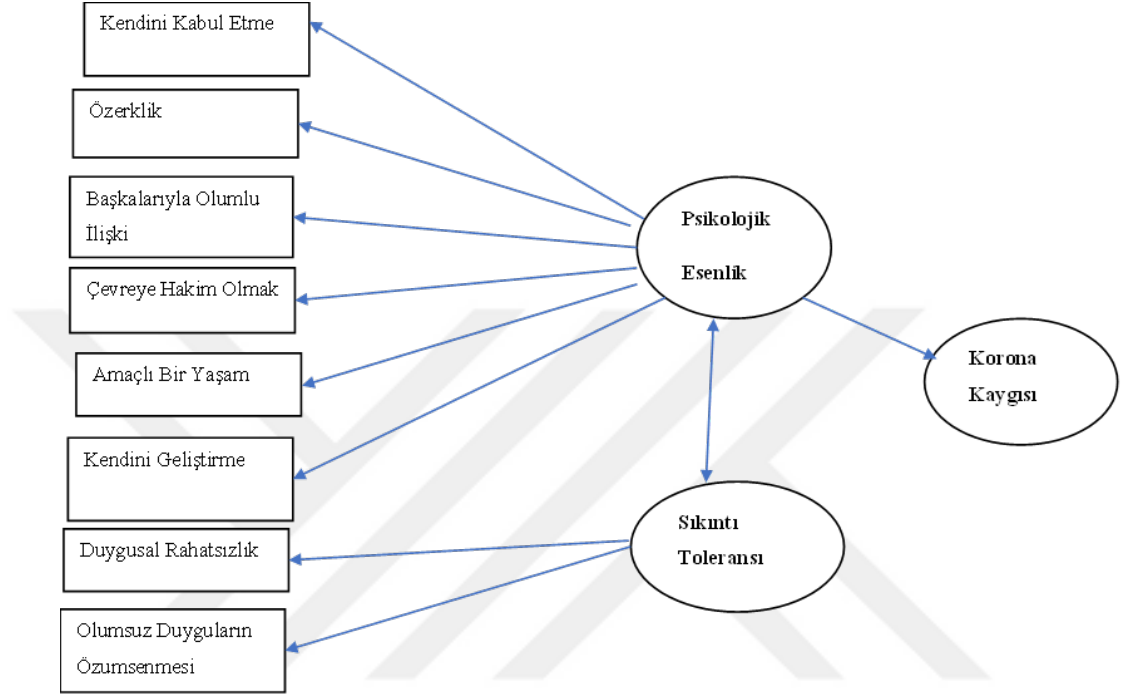 Kendini Kabul Etme
Özerklik
Başkalarıyla Olumlu
İlişki
Çevreye Hakim Olmak
Amaçlı Bir Yaşam
Kendini Geliştirme
Duygusal Rahatsızlık
Olumsuz Duyguların
Özumsenmesi
Psikolojik
Esenlik
Sıkıntı
Toleransı
Korona
Kaygısı